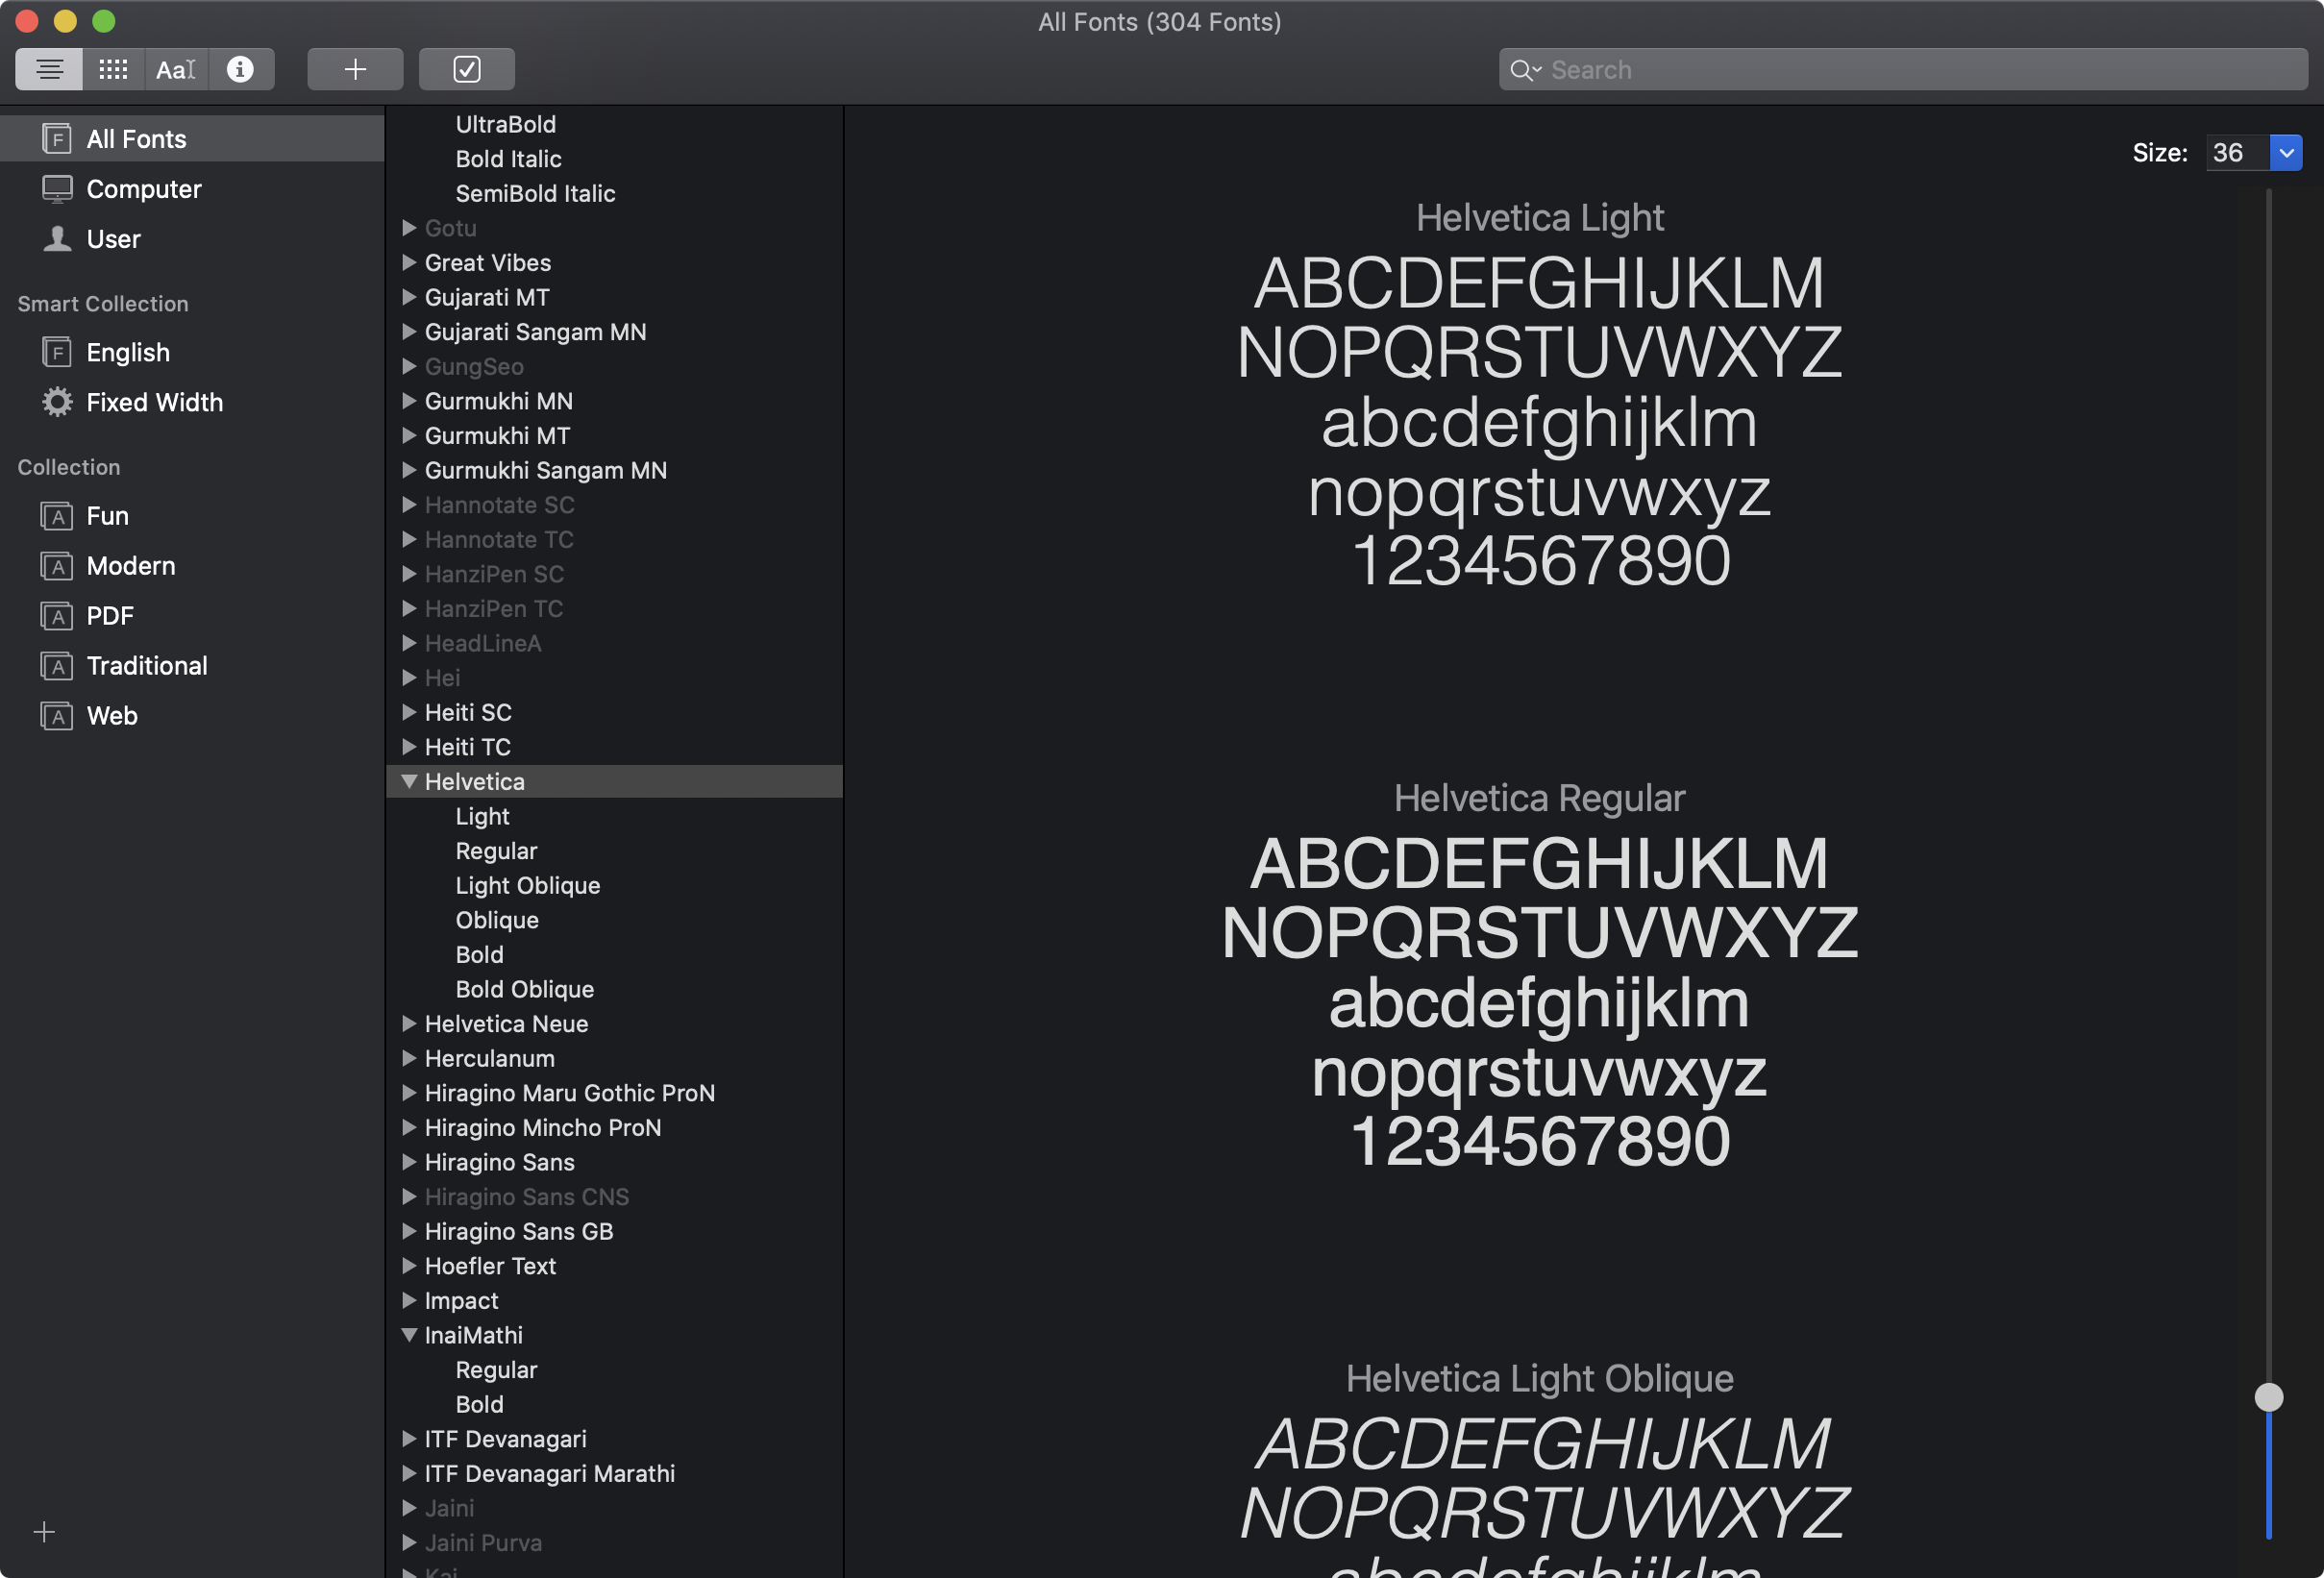 All Fonts (304 Fonts)
Aa
Search
All Fonts
Computer
User
Smart Collection
English
Fixed Width
Collection
Fun
Modern
PDF
Traditional
Web
UltraBold
Bold Italic
SemiBold Italic
Gotu
Great Vibes
Gujarati MT
Gujarati Sangam MN
GungSeo
Gurmukhi MN
Gurmukhi MT
Gurmukhi Sangam MN
Hannotate SC
Hannotate TC
HanziPen SC
HanziPen TC
HeadLineA
Hei
Heiti SC
Heiti TC
Helvetica
Light
Regular
Light Oblique
Oblique
Bold
Bold Oblique
Helvetica Neue
Herculanum
Hiragino Maru Gothic ProN
Hiragino Mincho ProN
Hiragino Sans
Hiragino Sans CNS
Hiragino Sans GB
Hoefler Text
Impact
InaiMathi
Regular
Bold
ITF Devanagari
ITF Devanagari Marathi
Jaini
Jaini Purva
Kai
Size: 36
Helvetica Light
ABCDEFGHIJKLM
NOPQRSTUVWXYZ
abcdefghijklm
nopqrstuvwxyz
1234567890
Helvetica Regular
ABCDEFGHIJKLM
NOPQRSTUVWXYZ
abcdefghijklm
nopqrstuvwxyz
1234567890
Helvetica Light Oblique
ABCDEFGHIJKLM
NOPQRSTUVWXYZ
abcdefghijklm